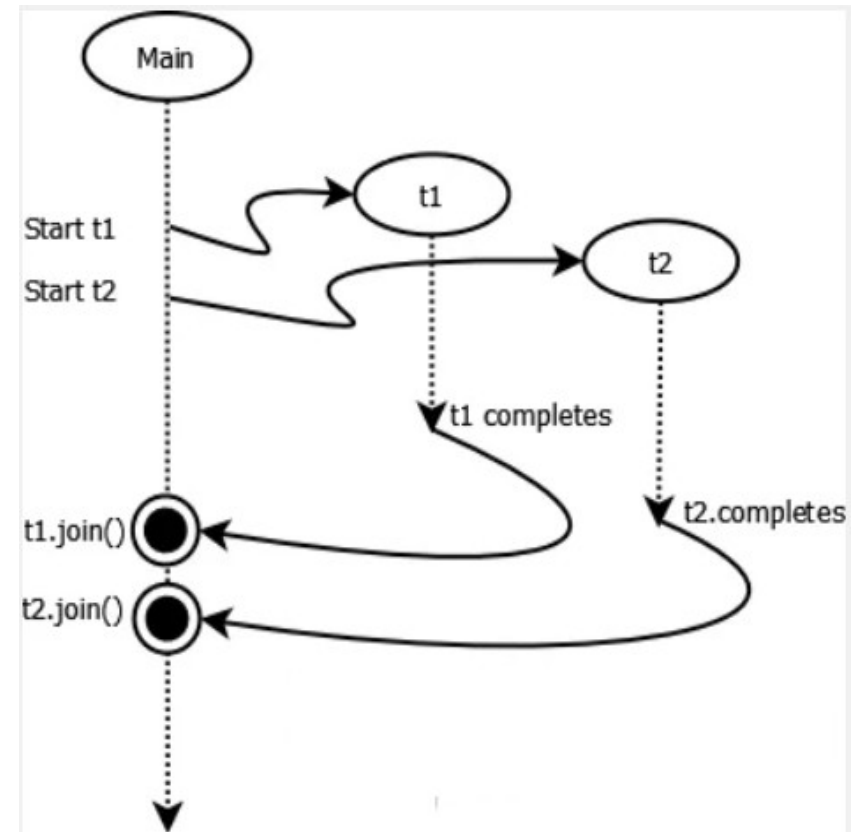 Main
t1
Start t1
t2
Start t2
t1 completes
t2.completes
t1.join()
t2.join()